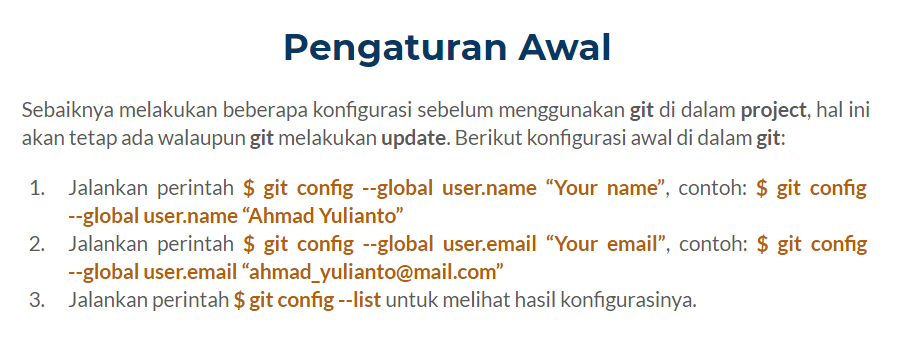 Pengaturan Awal
Sebaiknya melakukan beberapa konfigurasi sebelum menggunakan git di dalam project, hal ini
akan tetap ada walaupun git melakukan update. Berikut konfigurasi awal di dalam git:
1. Jalankan perintah $ git config --global user.name “Your name”, contoh: $ git config
--global user.name “Ahmad Yulianto”
2. Jalankan perintah $ git config --global user.email “Your email”, contoh: $ git config
--global user.email “ahmad_yulianto@mail.com”
3. Jalankan perintah $ git config --list untuk melihat hasil konfigurasinya.